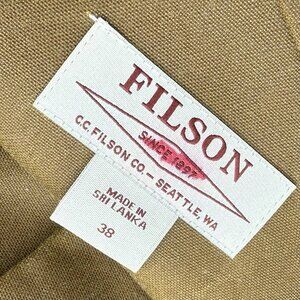 FILSON
SINCE 1897
C.C. FILSON CO. — SEATTLE, WA
MADE IN
SRI LANKA
38